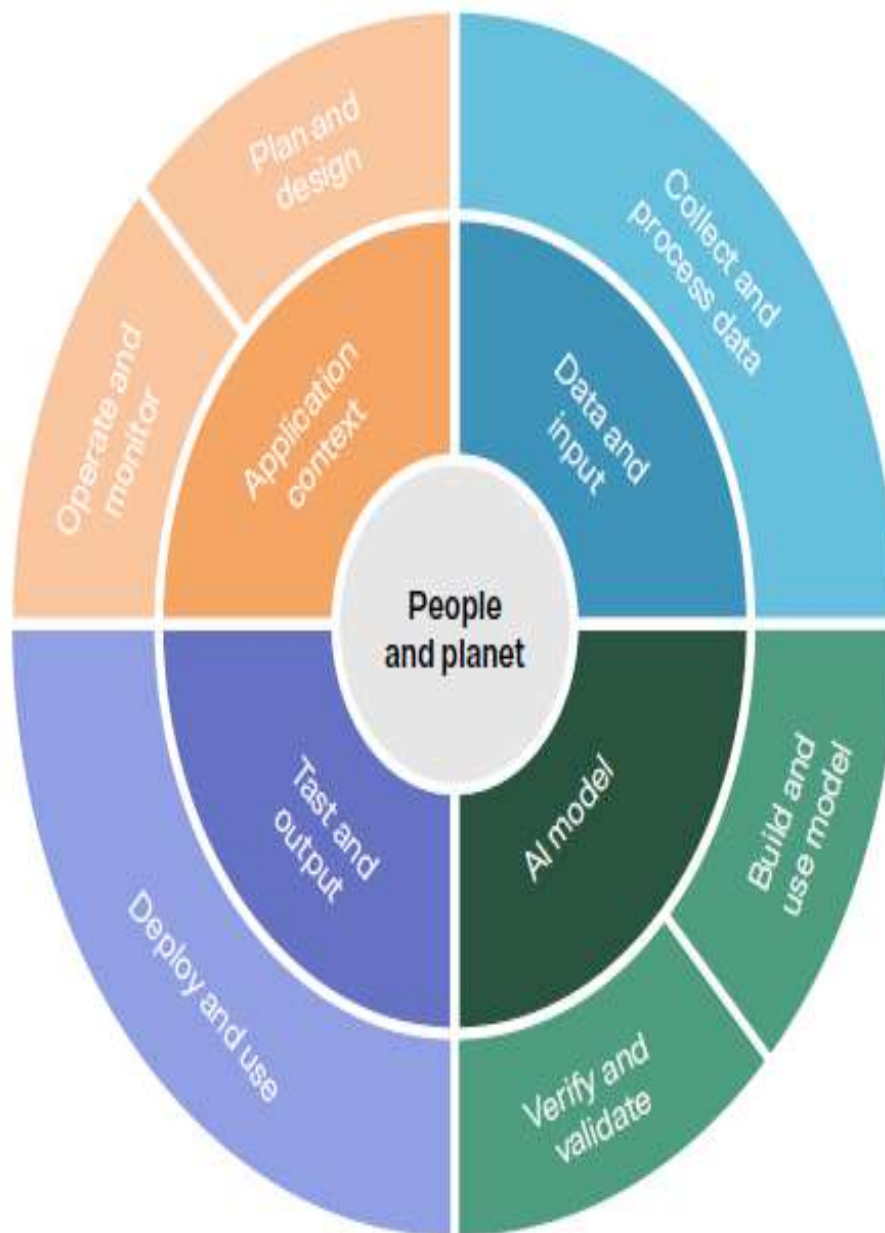 Plan and
design
Collect and
process data
Operate and
monitor
Application
context
Data and
input
People
and planet
Tast and
output
AI model
Build and
use model
Deploy and use
Verify and
validate